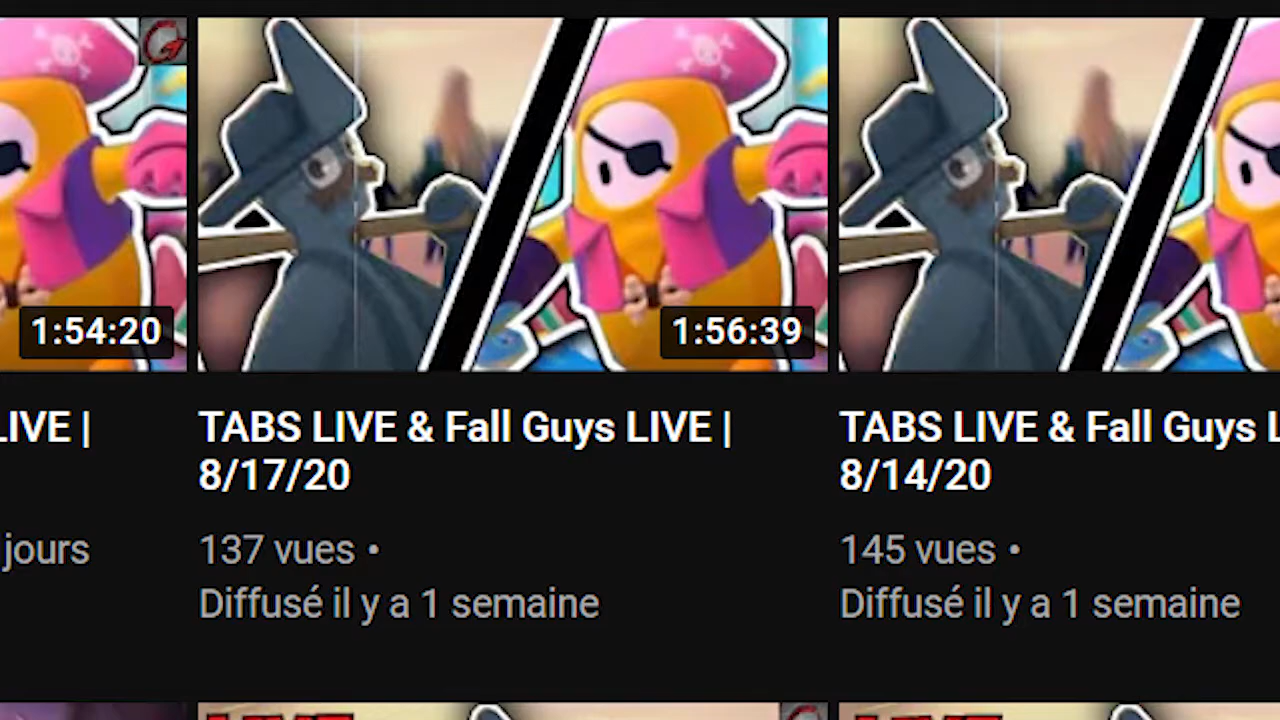 1:54:20
1:56:39
LIVE |
TABS LIVE & Fall Guys LIVE |
8/17/20
TABS LIVE & Fall Guys L
8/14/20
jours
137 vues •
Diffusé il y a 1 semaine
145 vues •
Diffusé il y a 1 semaine